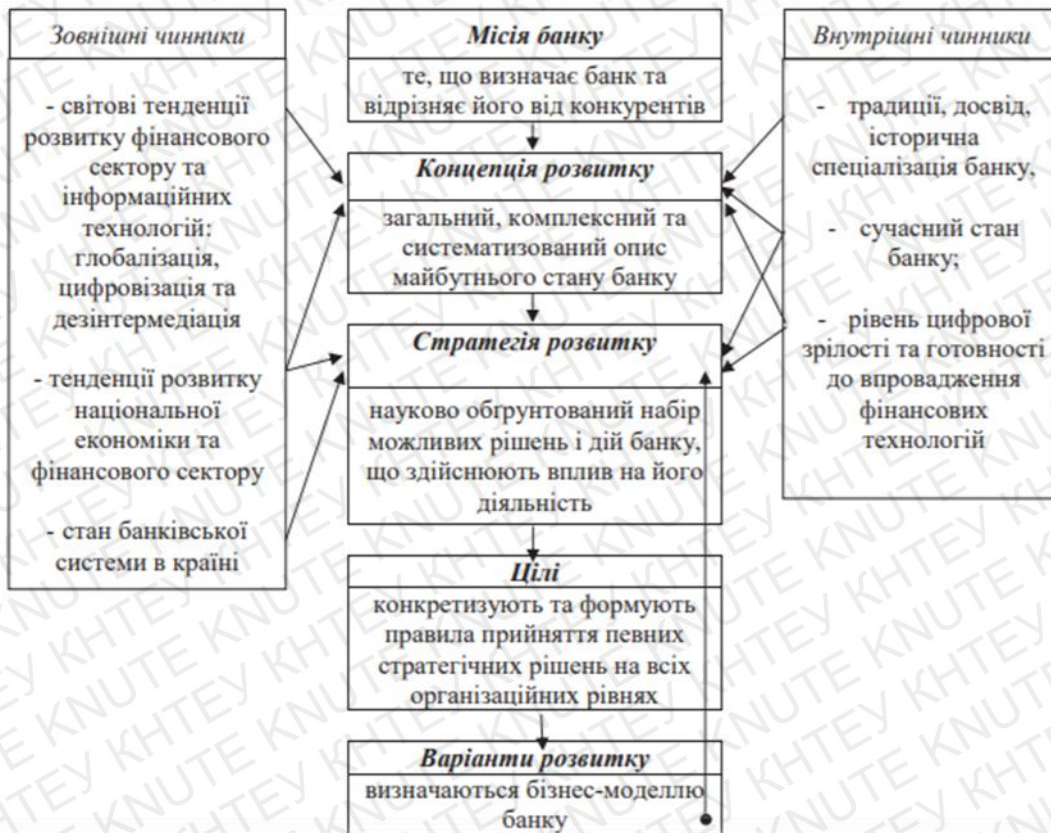 Зовнішні чинники
- світові тенденції
розвитку фінансового
сектору та
інформаційних
технологій:
глобалізація,
цифровізація та
дезінтермедіація
- тенденції розвитку
національної
економіки та
фінансового сектору
- стан банківської
системи в країні
Місія банку
те, що визначає банк та
відрізняє його від конкурентів
Концепція розвитку
загальний, комплексний та
систематизований опис
майбутнього стану банку
Стратегія розвитку
науково обґрунтований набір
можливих рішень і дій банку,
що здійснюють вплив на його
діяльність
Цілі
конкретизують та формують
правила прийняття певних
стратегічних рішень на всіх
організаційних рівнях
Варіанти розвитку
визначаються бізнес-моделлю
банку
Внутрішні чинники
- традиції, досвід,
історична
спеціалізація банку,
- сучасний стан
банку;
- рівень цифрової
зрілості та готовності
до впровадження
фінансових
технологій
KNUTE КНТЕУ